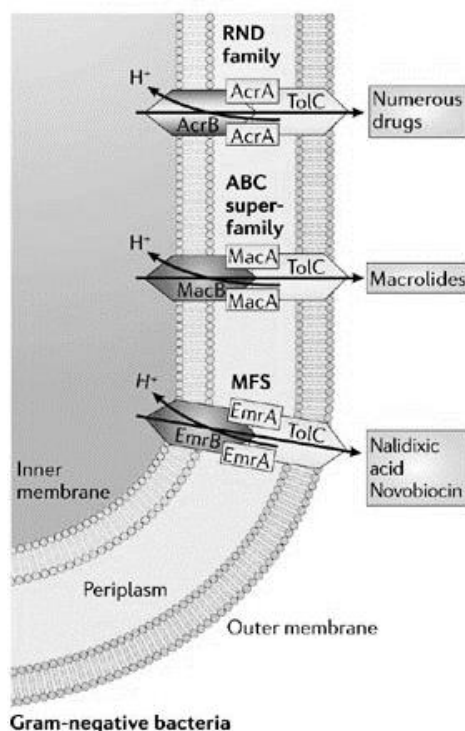 RND
family
H⁺
AcrA
TolC
AcrB
AcrA
Numerous
drugs
ABC
super-
family
H⁺
MacA
TolC
MacB
MacA
Macrolides
MFS
H⁺
EmrA
TolC
EmrB
EmrA
Nalidixic
acid
Novobiocin
Inner
membrane
Periplasm
Outer membrane
Gram-negative bacteria